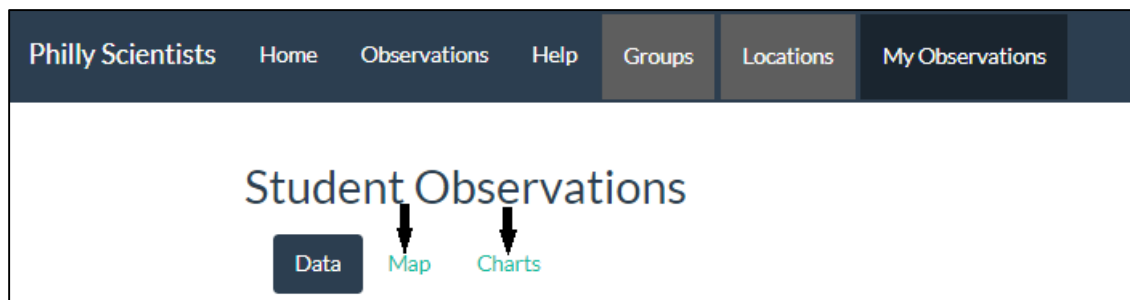 Philly Scientists Home Observations Help Groups Locations My Observations
Student Observations
Data Map Charts